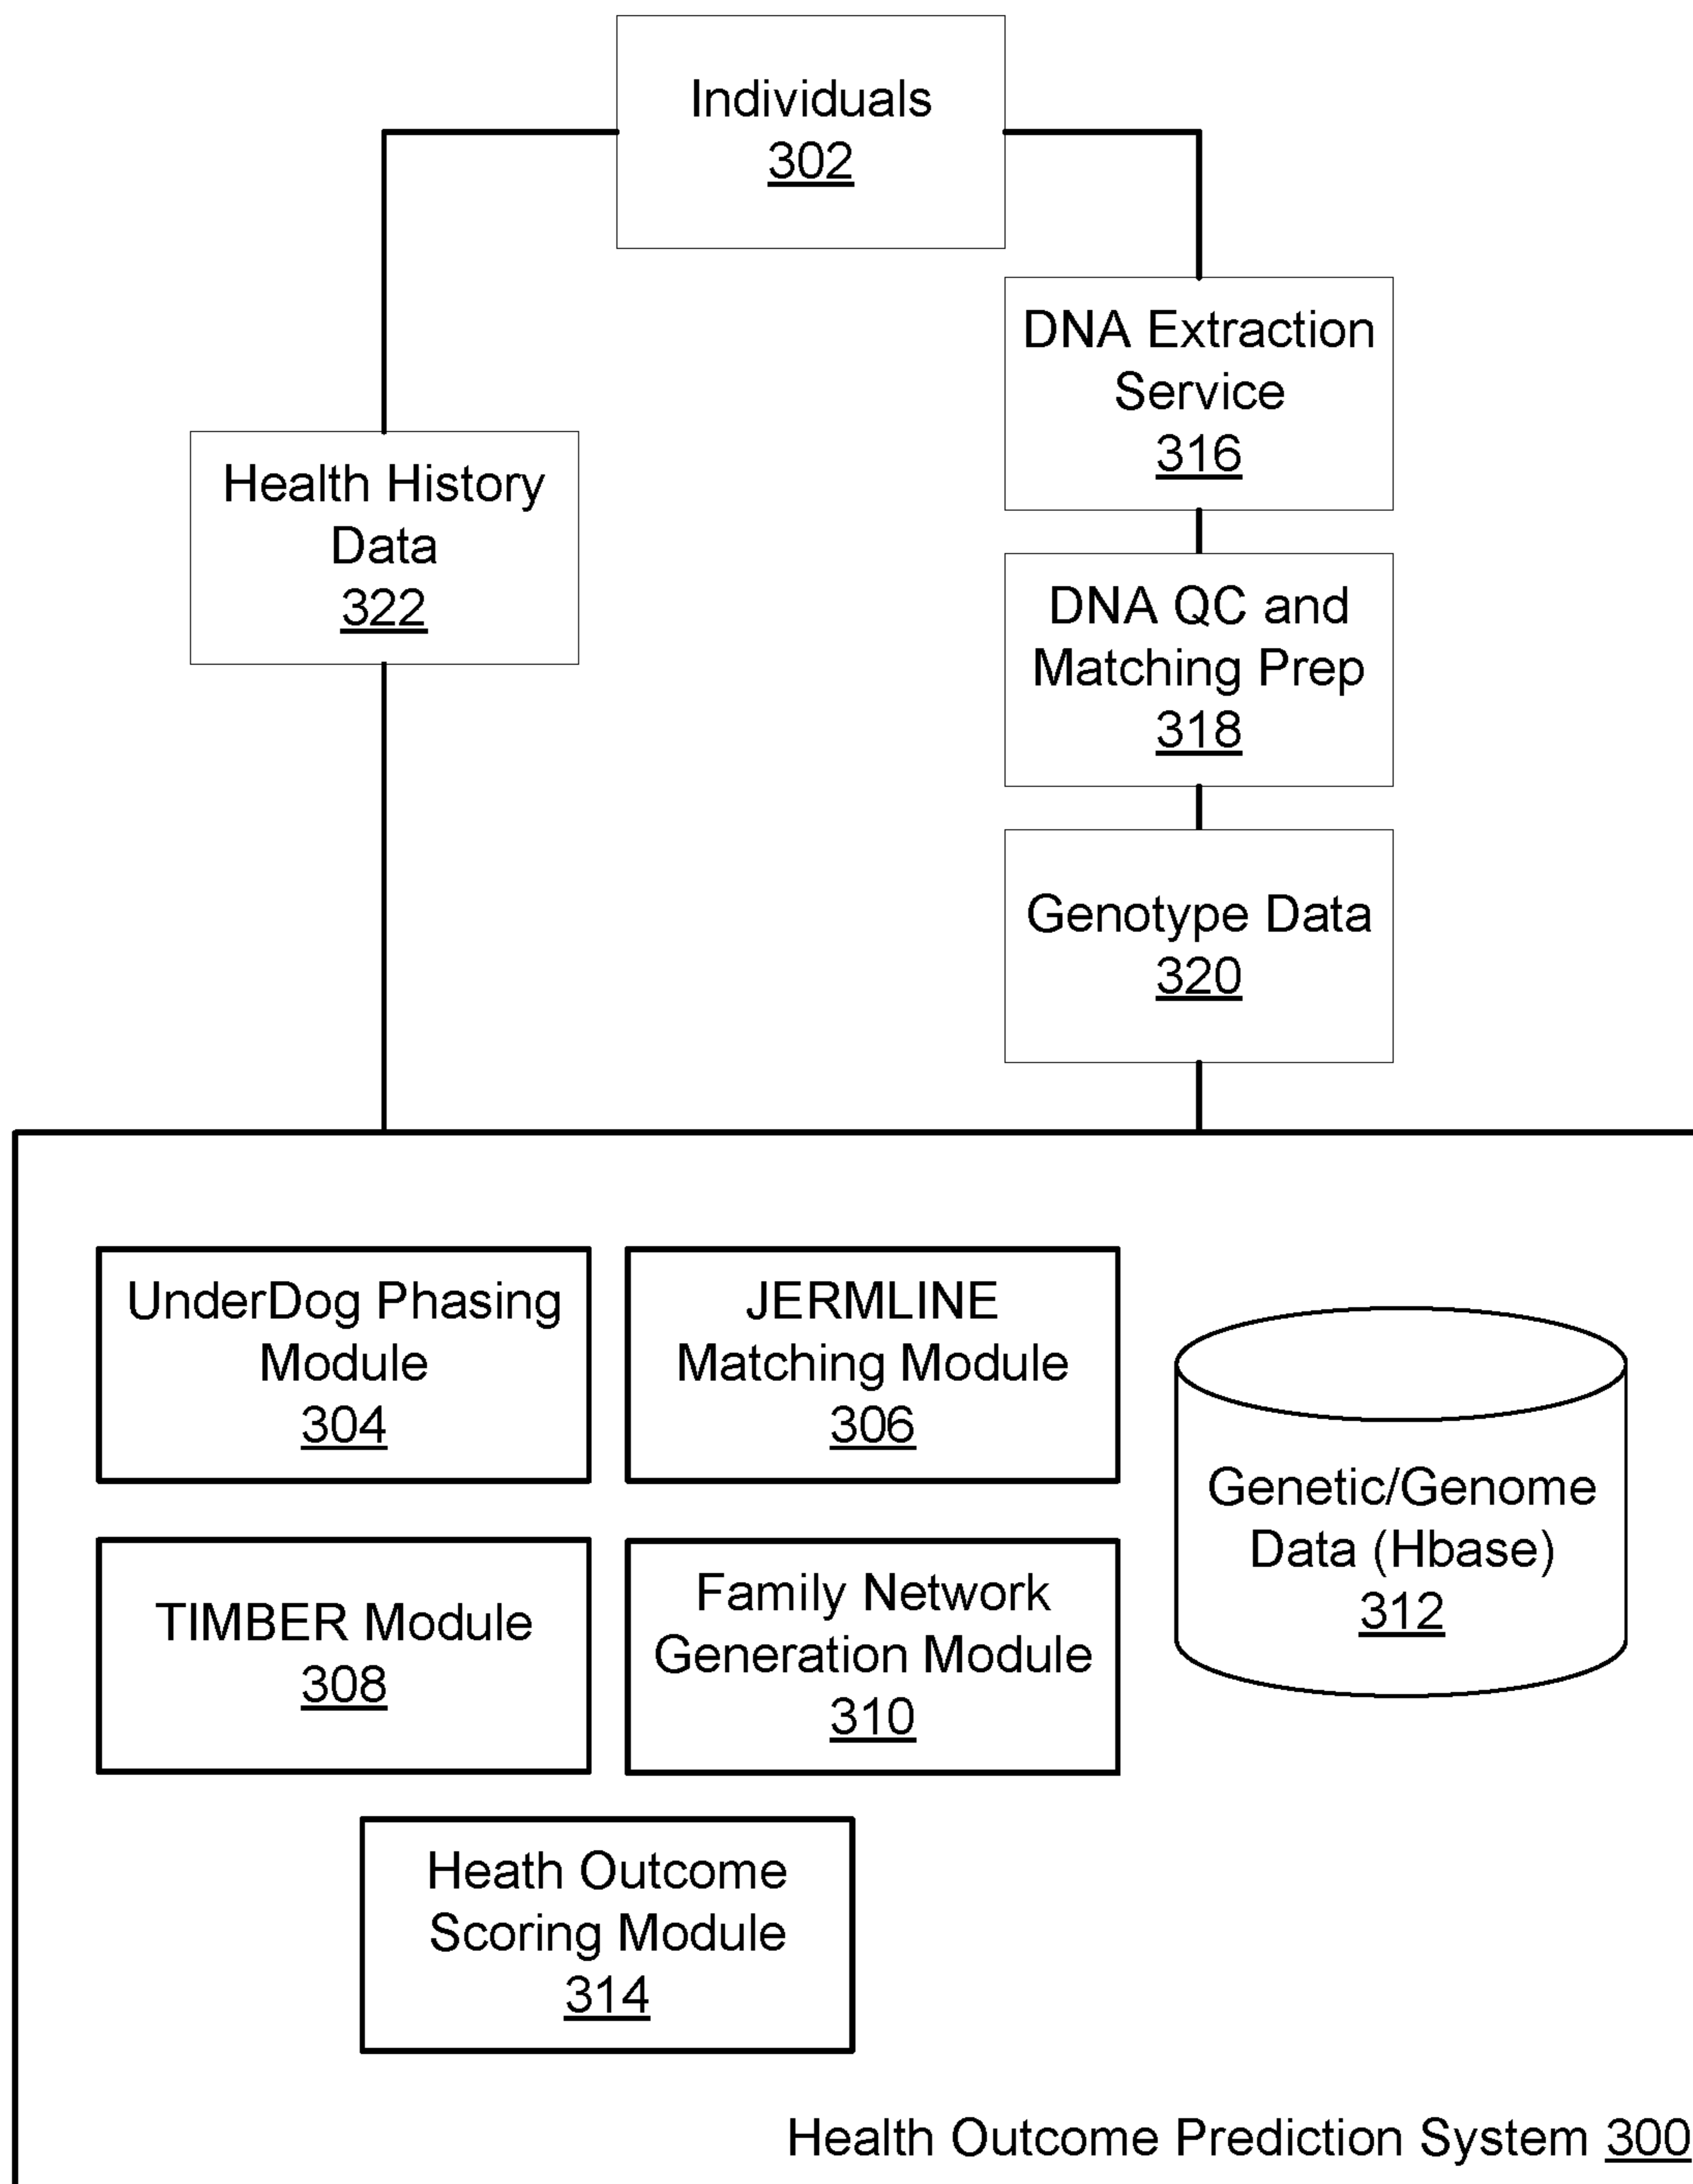 Individuals
302
DNA Extraction
Service
316
Health History
Data
322
DNA QC and
Matching Prep
318
Genotype Data
320
UnderDog Phasing
Module
304
JERMLINE
Matching Module
306
Genetic/Genome
Data (Hbase)
312
TIMBER Module
308
Family Network
Generation Module
310
Heath Outcome
Scoring Module
314
Health Outcome Prediction System 300